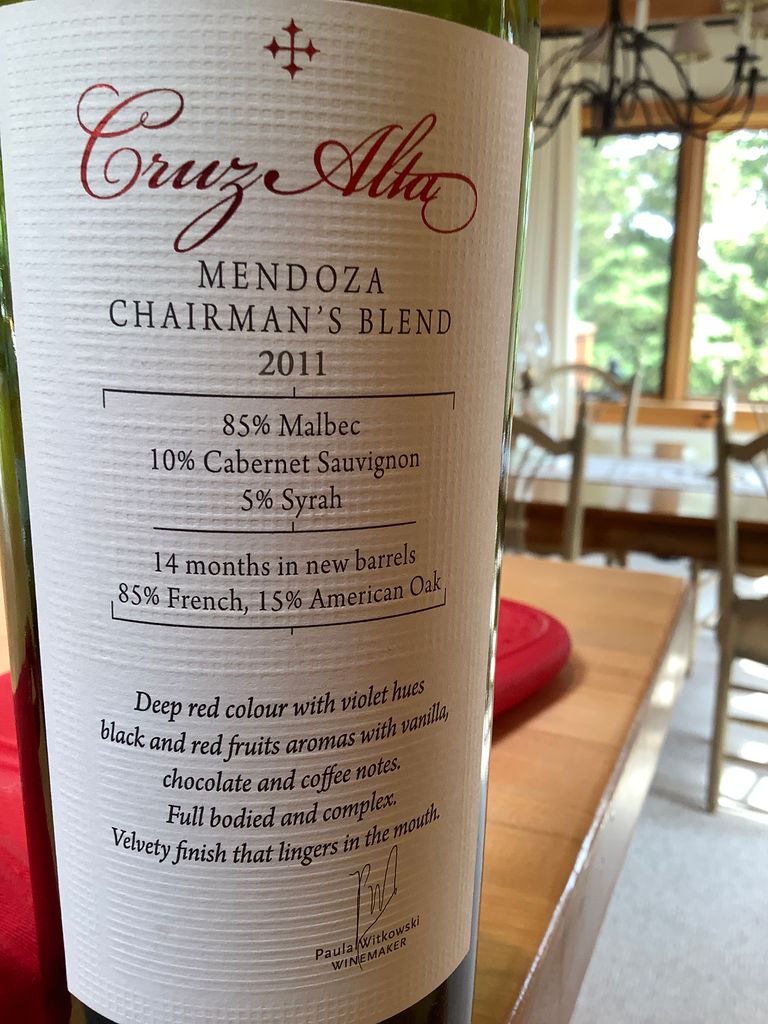 Cruz Alta
MENDOZA
CHAIRMAN'S BLEND
2011
85% Malbec
10% Cabernet Sauvignon
5% Syrah
14 months in new barrels
85% French, 15% American Oak
Deep red colour with violet hues
black and red fruits aromas with vanilla,
chocolate and coffee notes.
Full bodied and complex.
Velvety finish that lingers in the mouth.
Paula Witkowski
WINEMAKER